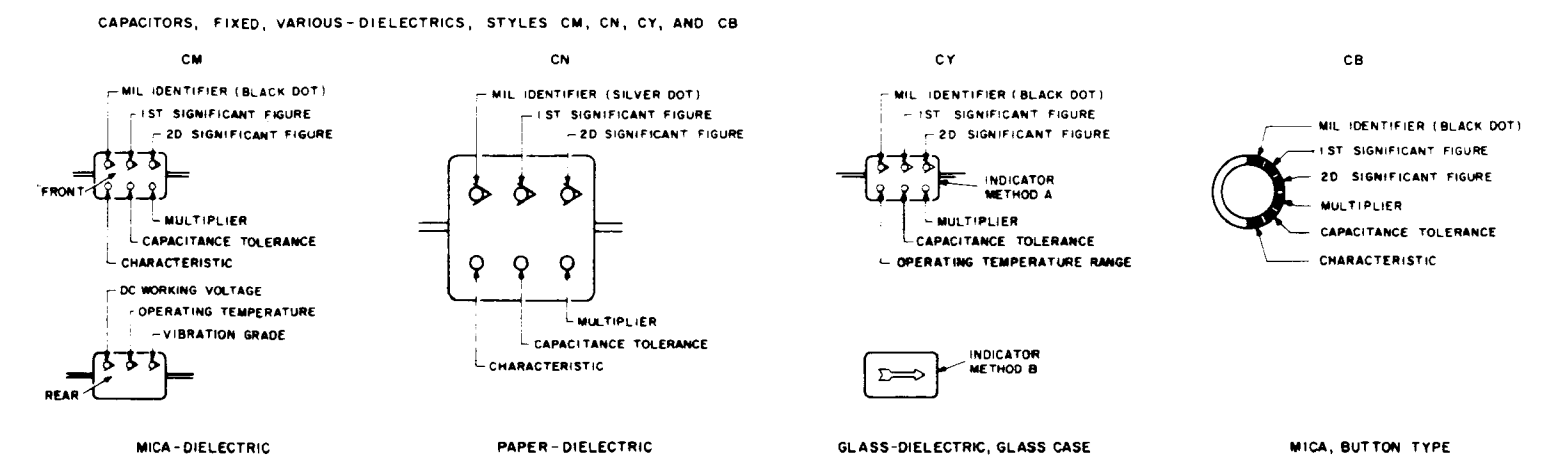 CAPACITORS, FIXED, VARIOUS-DIELECTRICS, STYLES CM, CN, CY, AND CB
CM
MIL IDENTIFIER (BLACK DOT)
1ST SIGNIFICANT FIGURE
2D SIGNIFICANT FIGURE
FRONT
MULTIPLIER
CAPACITANCE TOLERANCE
CHARACTERISTIC
DC WORKING VOLTAGE
OPERATING TEMPERATURE
VIBRATION GRADE
REAR
MICA-DIELECTRIC
CN
MIL IDENTIFIER (SILVER DOT)
1ST SIGNIFICANT FIGURE
2D SIGNIFICANT FIGURE
MULTIPLIER
CAPACITANCE TOLERANCE
CHARACTERISTIC
PAPER-DIELECTRIC
CY
MIL IDENTIFIER (BLACK DOT)
1ST SIGNIFICANT FIGURE
2D SIGNIFICANT FIGURE
INDICATOR
METHOD A
MULTIPLIER
CAPACITANCE TOLERANCE
OPERATING TEMPERATURE RANGE
INDICATOR
METHOD B
GLASS-DIELECTRIC, GLASS CASE
CB
MIL IDENTIFIER (BLACK DOT)
1ST SIGNIFICANT FIGURE
2D SIGNIFICANT FIGURE
MULTIPLIER
CAPACITANCE TOLERANCE
CHARACTERISTIC
MICA, BUTTON TYPE